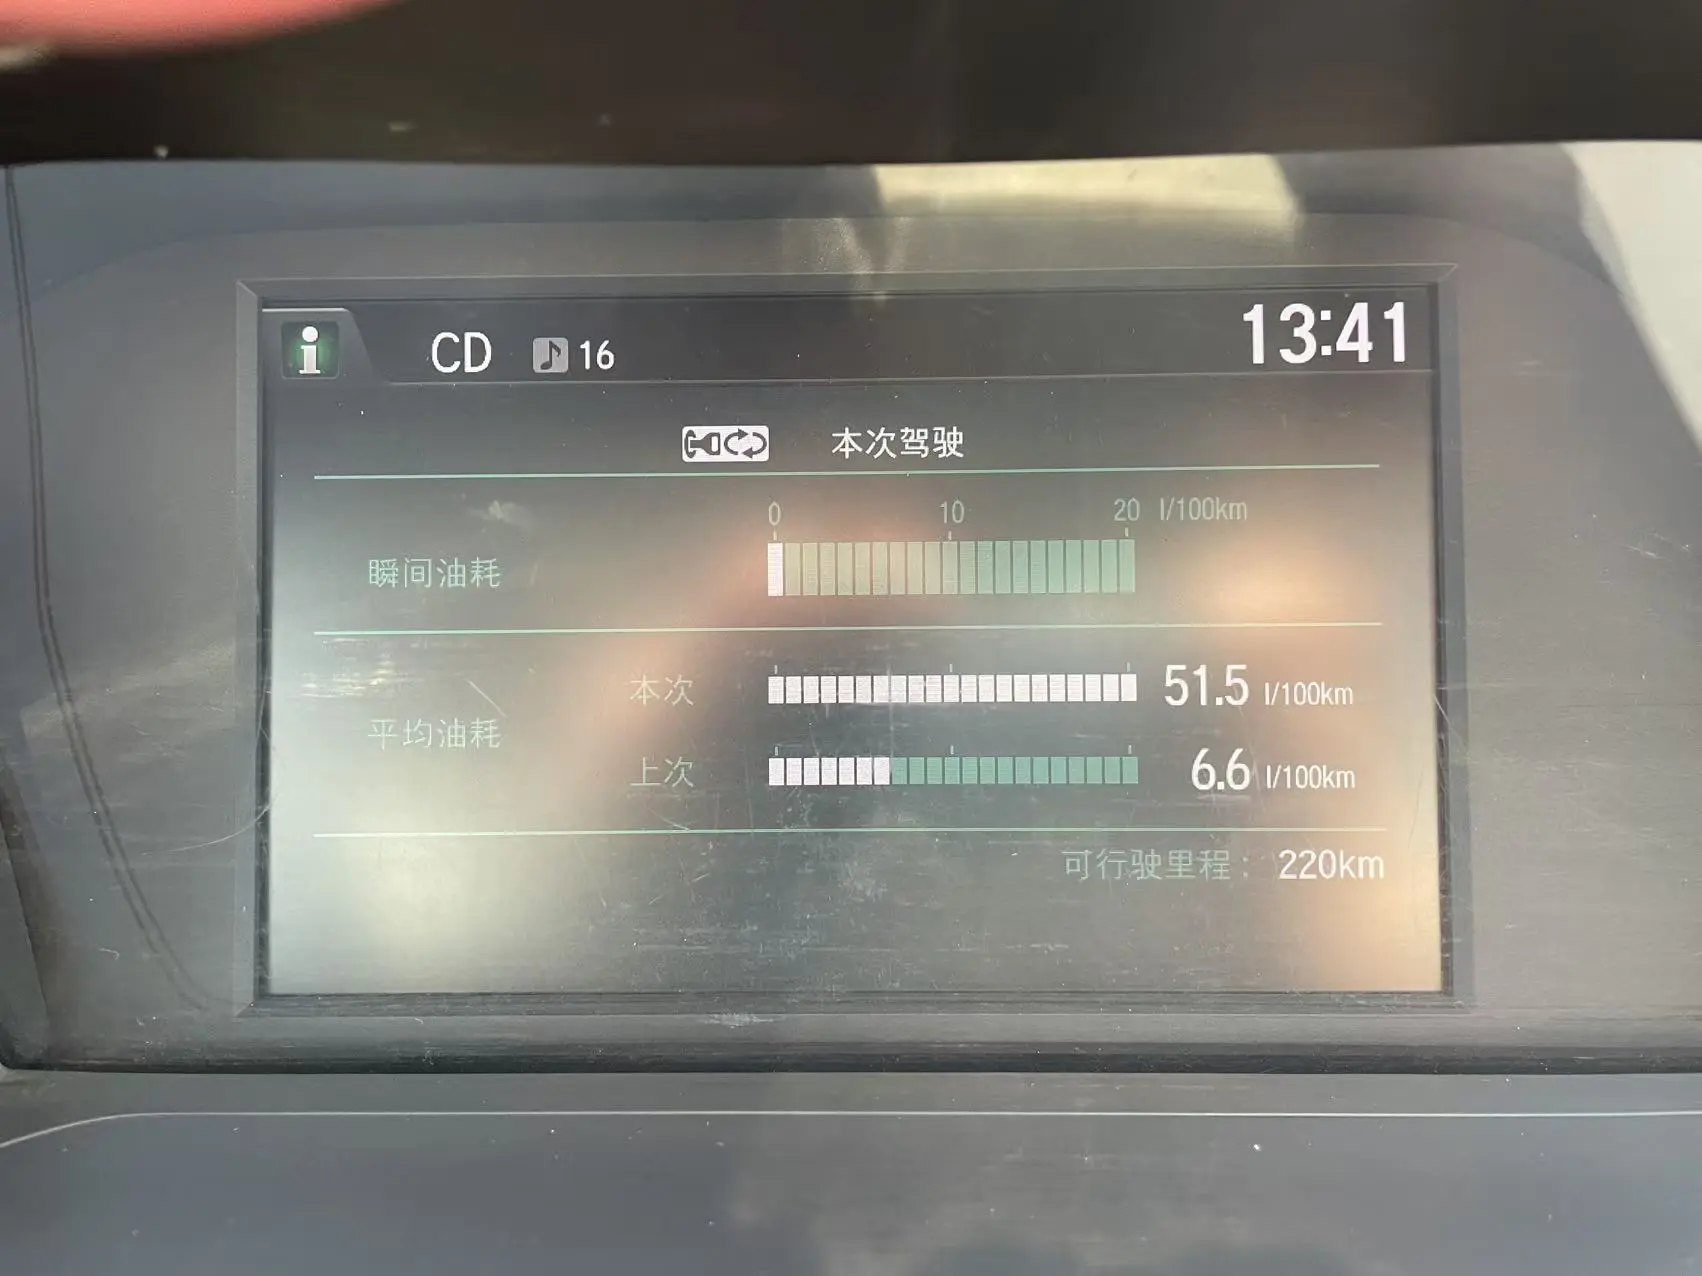 i CD 16 13:41
本次驾驶
0 10 20 l/100km
瞬间油耗
本次 51.5 l/100km
平均油耗
上次 6.6 l/100km
可行驶里程： 220km